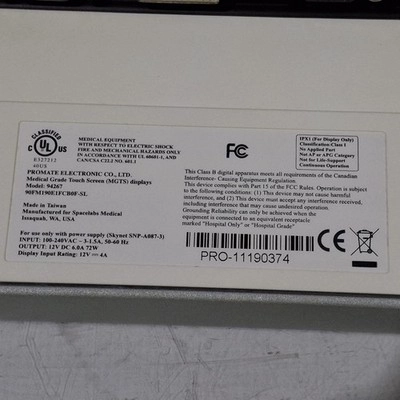 CLASSIFIED
UL
US
E327212
60US
MEDICAL EQUIPMENT
WITH RESPECT TO ELECTRIC SHOCK
FIRE AND MECHANICAL HAZARDS ONLY
IN ACCORDANCE WITH UL 60601-1, AND
CAN/CSA C22.2 NO. 601.1
PROMATE ELECTRONIC CO., LTD.
Medical Grade Touch Screen (MGTS) displays
Model: 94267
90FM190E1FCB0F-SL
Made in Taiwan
Manufactured for Spacelabs Medical
Issaquah, WA, USA
For use only with power supply (Skynet SNP-A087-3)
INPUT: 100-240VAC ~ 3-1.5A, 50-60 Hz
OUTPUT: 12V DC 6.0A 72W
Display Input Rating: 12V ⎓ 4A
FC
IPX1 (For Display Only)
Classification:Class I
No Applied Part
Not AP or APG Category
Not for Life-Support
Continuous Operation
This Class B digital apparatus meets all requirements of the Canadian
Interference- Causing Equipment Regulation.
This device complies with Part 15 of the FCC Rules. Operation is
subject to the following two conditions: (1) this device may not cause
harmful interference, and (2) this device must accept any interference
received, including interference that may cause undesired operation.
Grounding Reliability can only be achieved
when the equipment is connected
to an equivalent receptacle
marked "Hospital Only" or "Hospital Grade"
CE
PRO-11190374